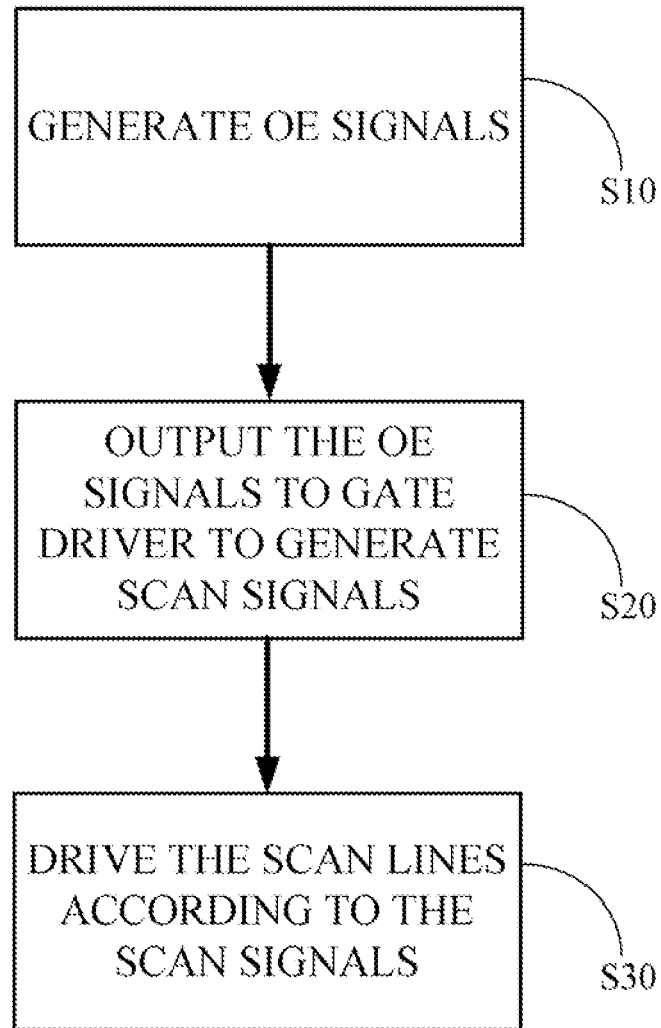 GENERATE OE SIGNALS
S10
OUTPUT THE OE
SIGNALS TO GATE
DRIVER TO GENERATE
SCAN SIGNALS
S20
DRIVE THE SCAN LINES
ACCORDING TO THE
SCAN SIGNALS
S30